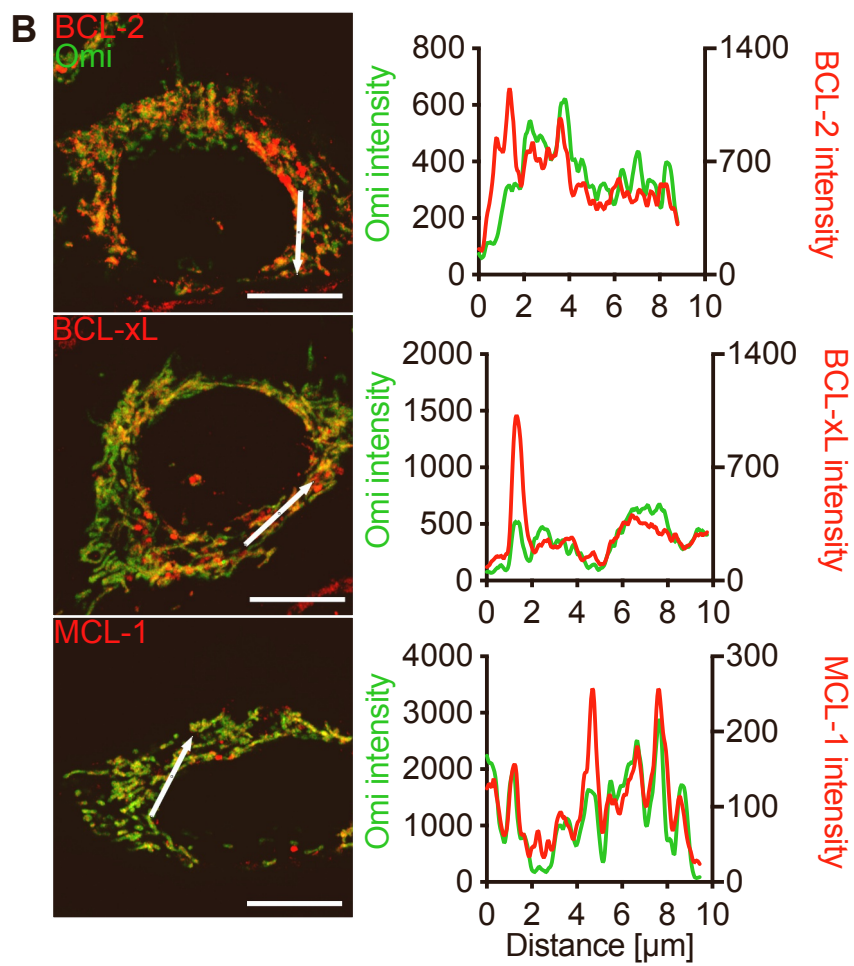 B
BCL-2
Omi
Omi intensity
800
600
400
200
0
1400
700
0
BCL-2 intensity
0 2 4 6 8 10
BCL-xL
Omi intensity
2000
1500
1000
500
0
1400
700
0
BCL-xL intensity
0 2 4 6 8 10
MCL-1
Omi intensity
4000
3000
2000
1000
0
300
200
100
0
MCL-1 intensity
0 2 4 6 8 10
Distance [µm]